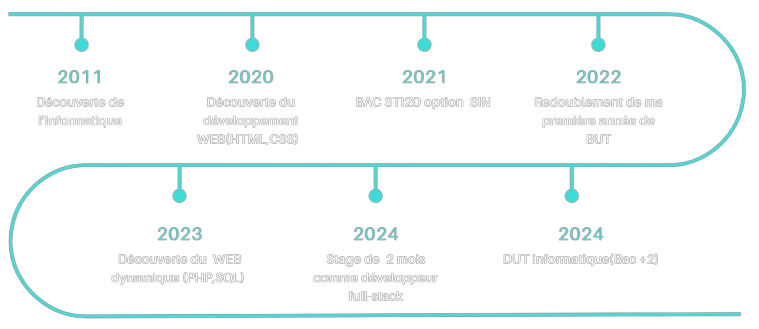 2011
Découverte de
l'informatique
2020
Découverte du
développement
WEB(HTML,CSS)
2021
BAC STI2D option SIN
2022
Redoublement de ma
première année de
BUT
2023
Découverte du WEB
dynamique (PHP,SQL)
2024
Stage de 2 mois
comme développeur
full-stack
2024
DUT informatique(Bac +2)